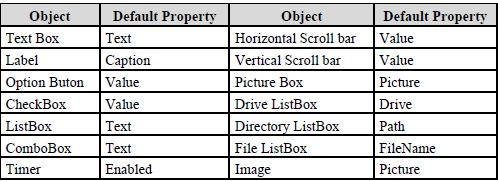 Object Default Property Object Default Property
Text Box Text Horizontal Scroll bar Value
Label Caption Vertical Scroll bar Value
Option Buton Value Picture Box Picture
CheckBox Value Drive ListBox Drive
ListBox Text Directory ListBox Path
ComboBox Text File ListBox FileName
Timer Enabled Image Picture